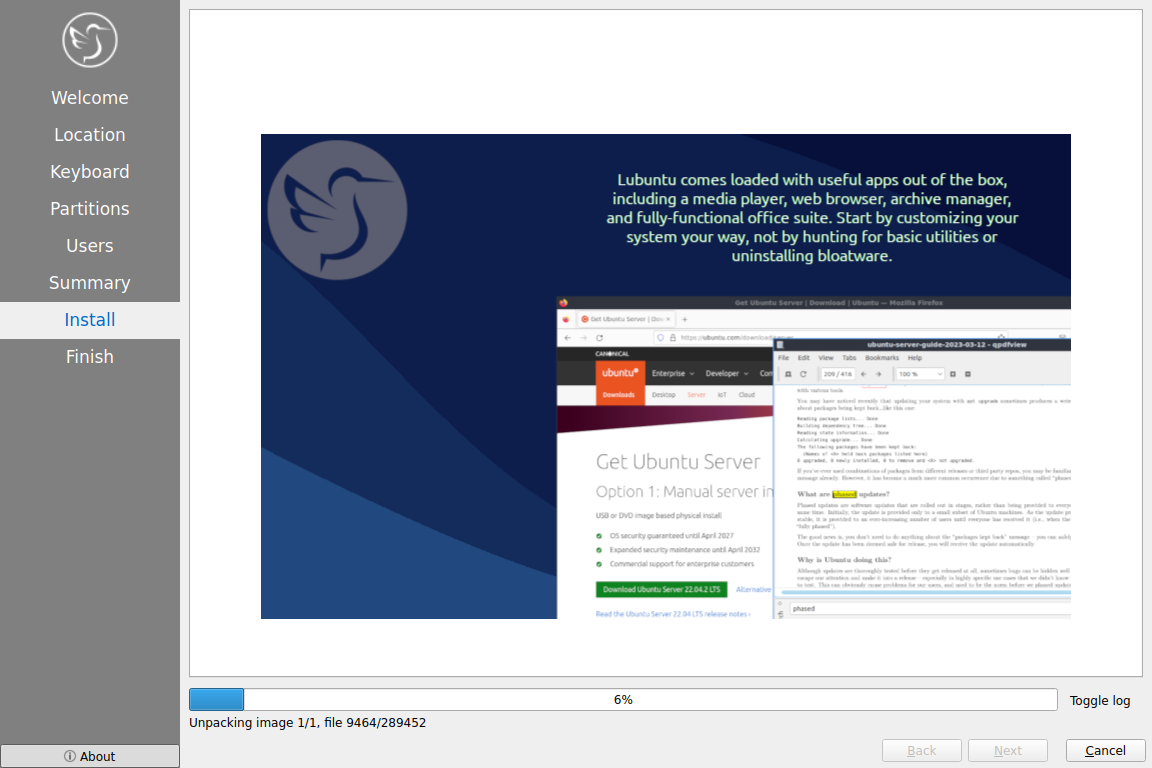 Welcome
Location
Keyboard
Partitions
Users
Summary
Install
Finish
About
Lubuntu comes loaded with useful apps out of the box,
including a media player, web browser, archive manager,
and fully-functional office suite. Start by customizing your
system your way, not by hunting for basic utilities or
uninstalling bloatware.
Get Ubuntu Server | Download | Ubuntu — Mozilla Firefox
Get Ubuntu Server | Dow
https://ubuntu.com/download/server
CANONICAL
ubuntu
Enterprise Developer Con
Downloads Desktop Server IoT Cloud
Get Ubuntu Server
Option 1: Manual server in
USB or DVD image based physical install
OS security guaranteed until April 2027
Expanded security maintenance until April 2032
Commercial support for enterprise customers
Download Ubuntu Server 22.04.2 LTS Alternative
Read the Ubuntu Server 22.04 LTS release notes ›
ubuntu-server-guide-2023-03-12 - qpdfview
File Edit View Tabs Bookmarks Help
209 / 416 100 %
with various tools
You may have noticed recently that updating your system with apt upgrade sometimes produces a
about packages being kept back…like this one:
Reading package lists... Done
Building dependency tree... Done
Reading state information... Done
Calculating upgrade... Done
The following packages have been kept back:
(Names of <X> held back packages listed here)
0 upgraded, 0 newly installed, 0 to remove and <X> not upgraded.
If you've ever used combinations of packages from different releases or third party repos, you may be
message already. However, it has become a much more common occurrence due to something called "phased
What are phased updates?
Phased updates are software updates that are rolled out in stages, rather than being provided to
same time. Initially, the update is provided only to a small subset of Ubuntu machines. As the update
stable, it is provided to an ever-increasing number of users until everyone has received it (i.e., when the
"fully phased").
The good news is, you don't need to do anything about the "packages kept back" message – you can
Once the update has been deemed safe for release, you will receive the update automatically
Why is Ubuntu doing this?
Although updates are thoroughly tested before they get released at all, sometimes bugs can be hidden well
escape our attention and make it into a release – especially in highly specific use cases that we didn't know
to test. This can obviously cause problems for our users, and used to be the norm before we phased
phased
6%
Toggle log
Unpacking image 1/1, file 9464/289452
Back
Next
Cancel